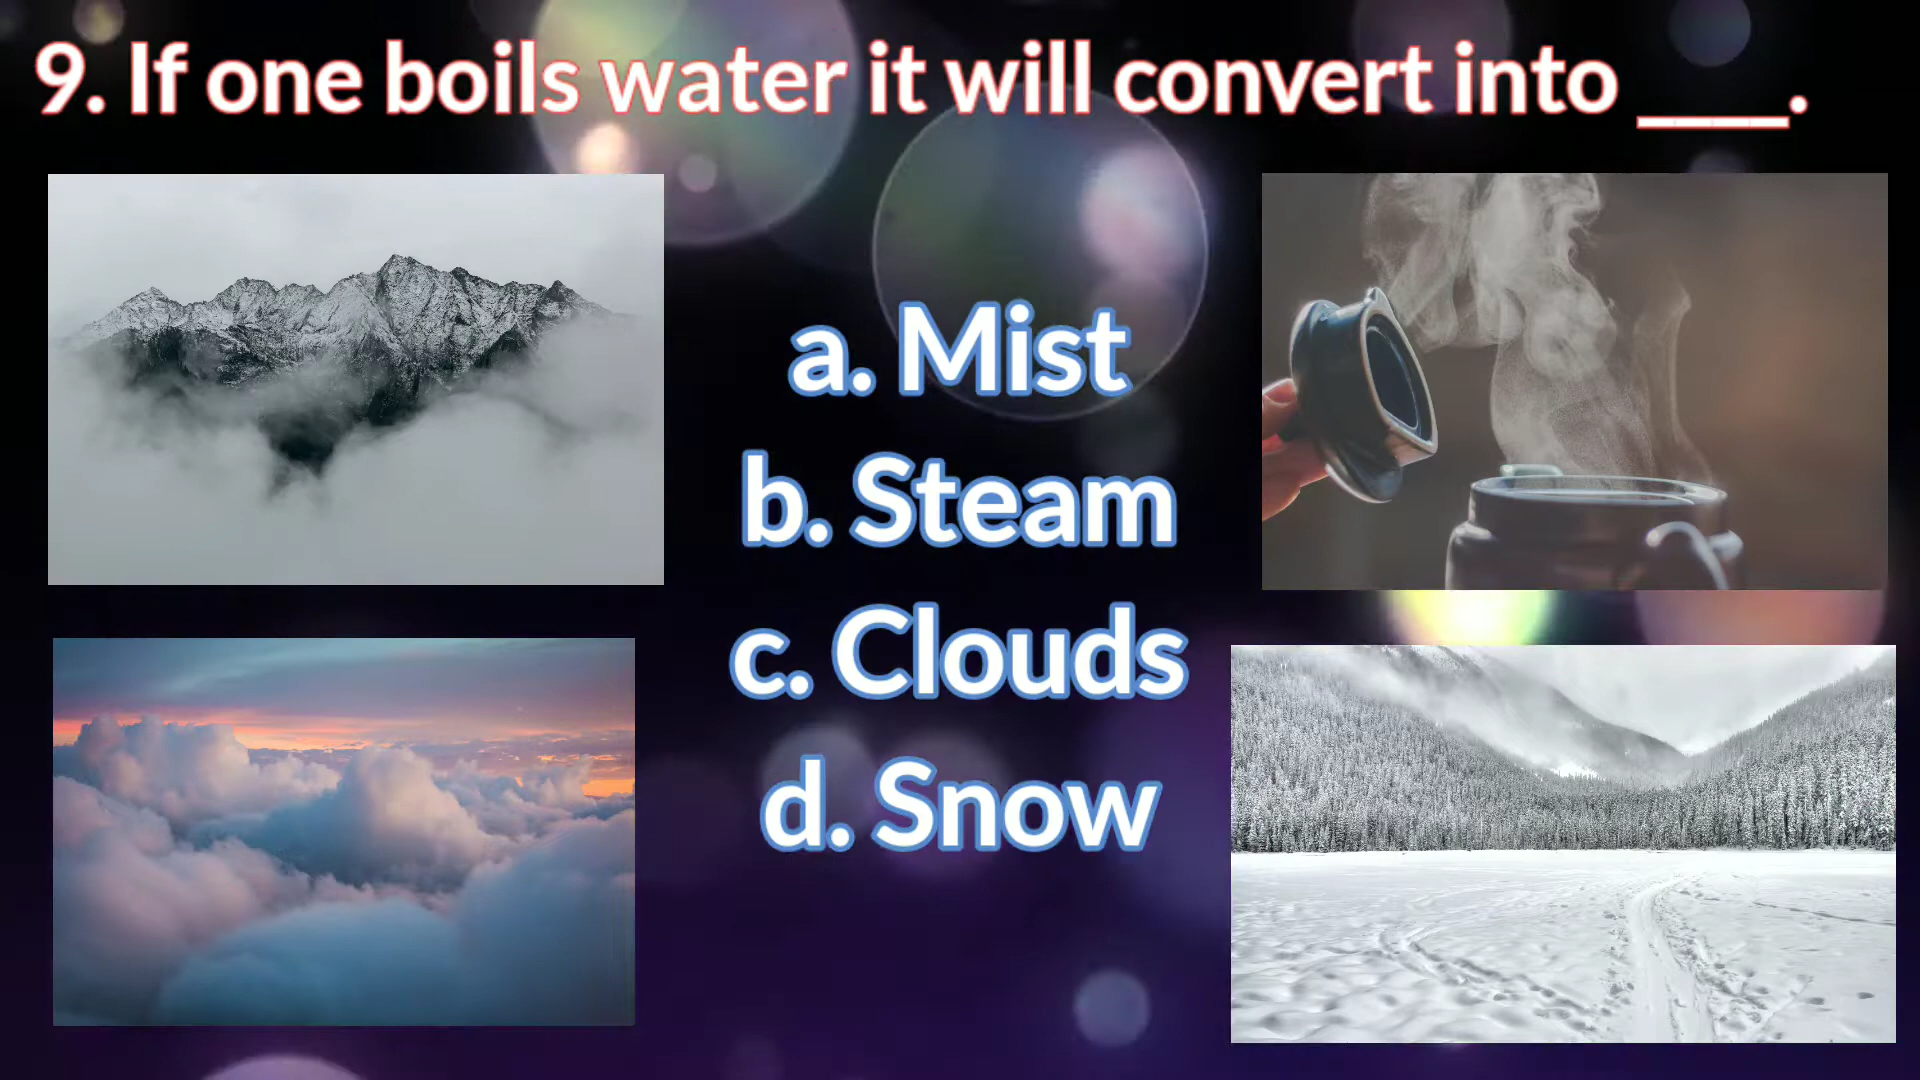 9. If one boils water it will convert into ____.
a. Mist
b. Steam
c. Clouds
d. Snow